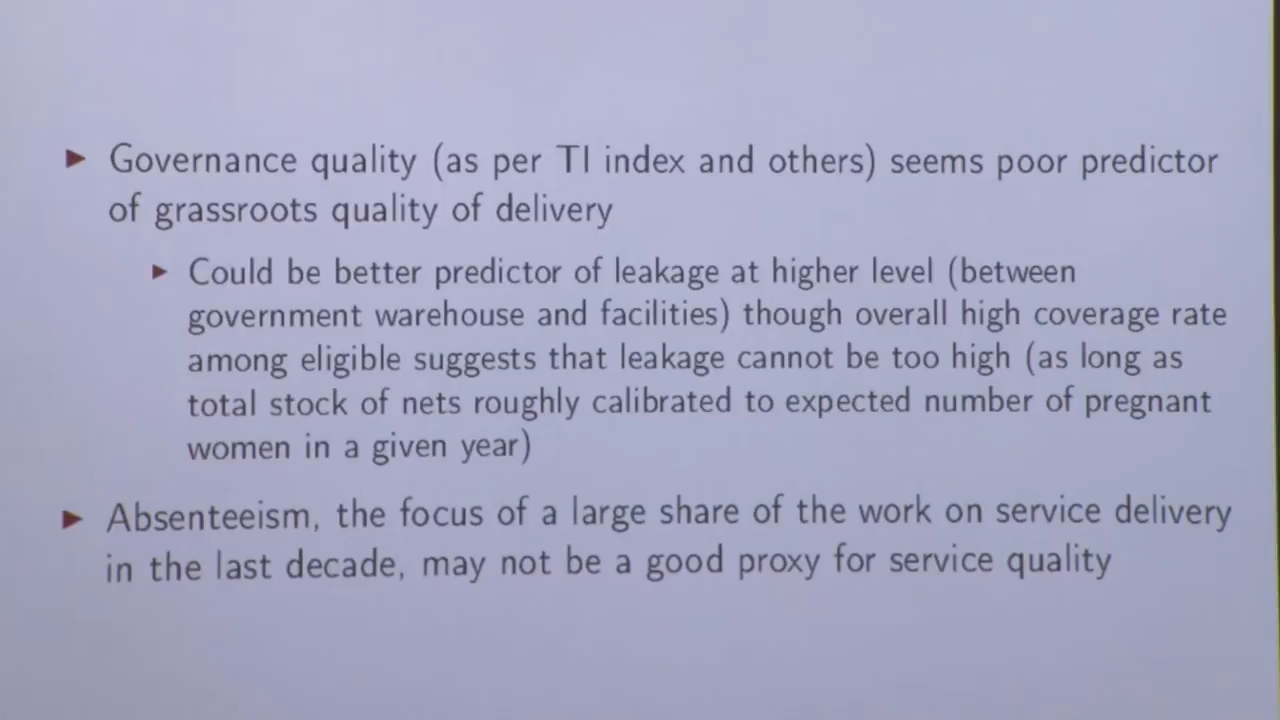 ▶ Governance quality (as per TI index and others) seems poor predictor
of grassroots quality of delivery
▶ Could be better predictor of leakage at higher level (between
government warehouse and facilities) though overall high coverage rate
among eligible suggests that leakage cannot be too high (as long as
total stock of nets roughly calibrated to expected number of pregnant
women in a given year)
▶ Absenteeism, the focus of a large share of the work on service delivery
in the last decade, may not be a good proxy for service quality